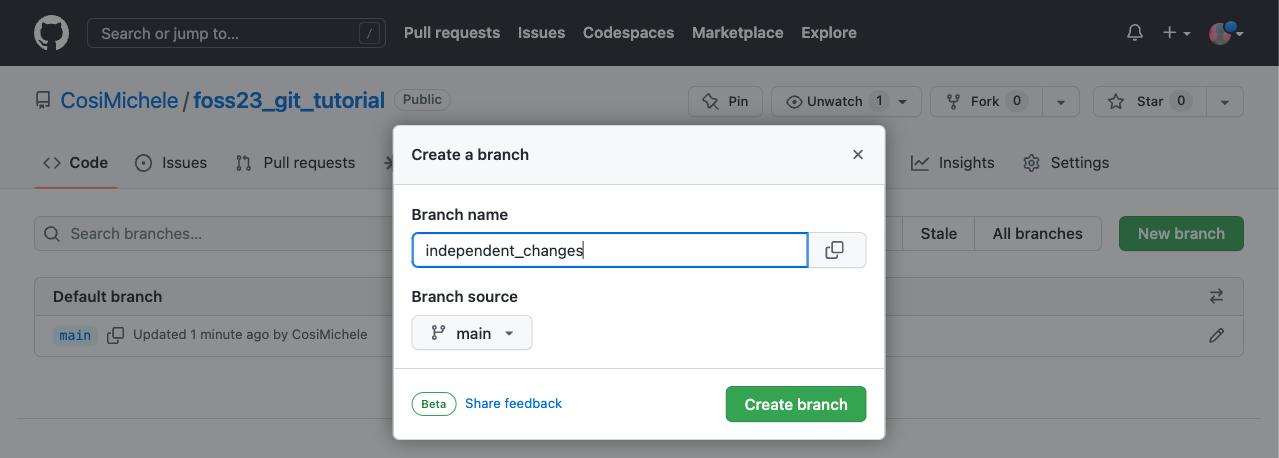 Search or jump to... / Pull requests Issues Codespaces Marketplace Explore
CosiMichele / foss23_git_tutorial Public Pin Unwatch 1 Fork 0 Star 0
Code Issues Pull requests Insights Settings
Create a branch
Branch name
Search branches... Stale All branches New branch
independent_changes
Default branch
Branch source
main Updated 1 minute ago by CosiMichele
main
Beta Share feedback Create branch